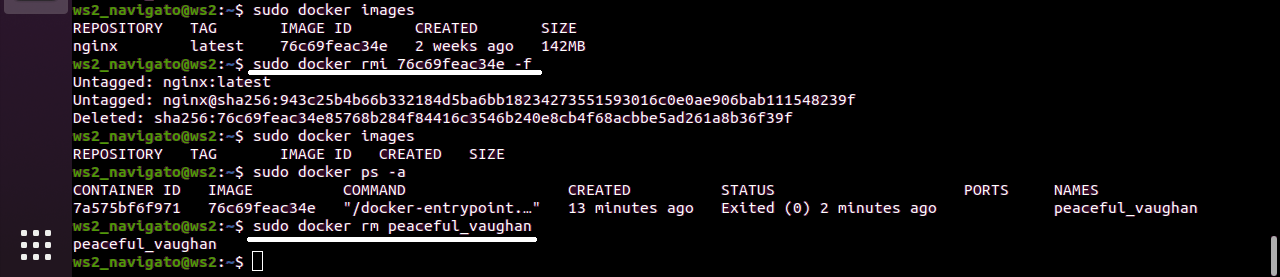 ws2_navigato@ws2:~$ sudo docker images
REPOSITORY   TAG       IMAGE ID       CREATED       SIZE
nginx        latest    76c69feac34e   2 weeks ago   142MB
ws2_navigato@ws2:~$ sudo docker rmi 76c69feac34e -f
Untagged: nginx:latest
Untagged: nginx@sha256:943c25b4b66b332184d5ba6bb18234273551593016c0e0ae906bab111548239f
Deleted: sha256:76c69feac34e85768b284f84416c3546b240e8cb4f68acbbe5ad261a8b36f39f
ws2_navigato@ws2:~$ sudo docker images
REPOSITORY   TAG       IMAGE ID   CREATED   SIZE
ws2_navigato@ws2:~$ sudo docker ps -a
CONTAINER ID   IMAGE          COMMAND                  CREATED          STATUS                     PORTS     NAMES
7a575bf6f971   76c69feac34e   "/docker-entrypoint.…"   13 minutes ago   Exited (0) 2 minutes ago             peaceful_vaughan
ws2_navigato@ws2:~$ sudo docker rm peaceful_vaughan
peaceful_vaughan
ws2_navigato@ws2:~$